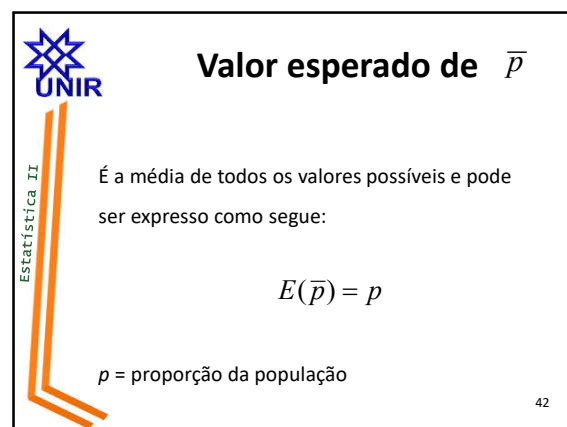 UNIR
Valor esperado de p̅
Estatística II
É a média de todos os valores possíveis e pode
ser expresso como segue:
E(p̅) = p
p = proporção da população
42